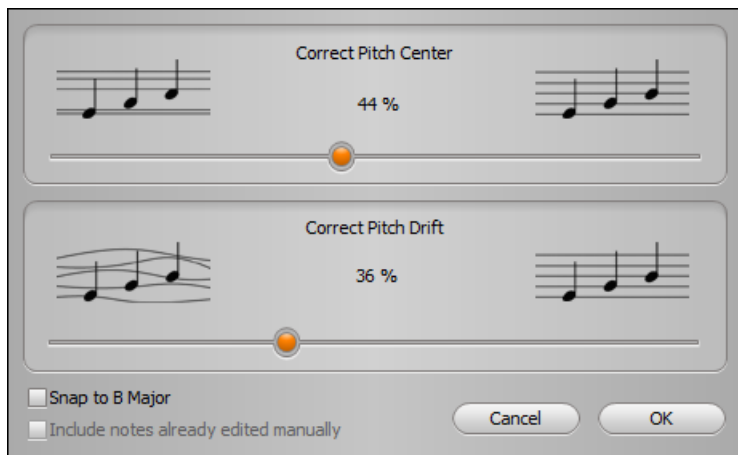 Correct Pitch Center
44 %
Correct Pitch Drift
36 %
Snap to B Major
Include notes already edited manually
Cancel
OK